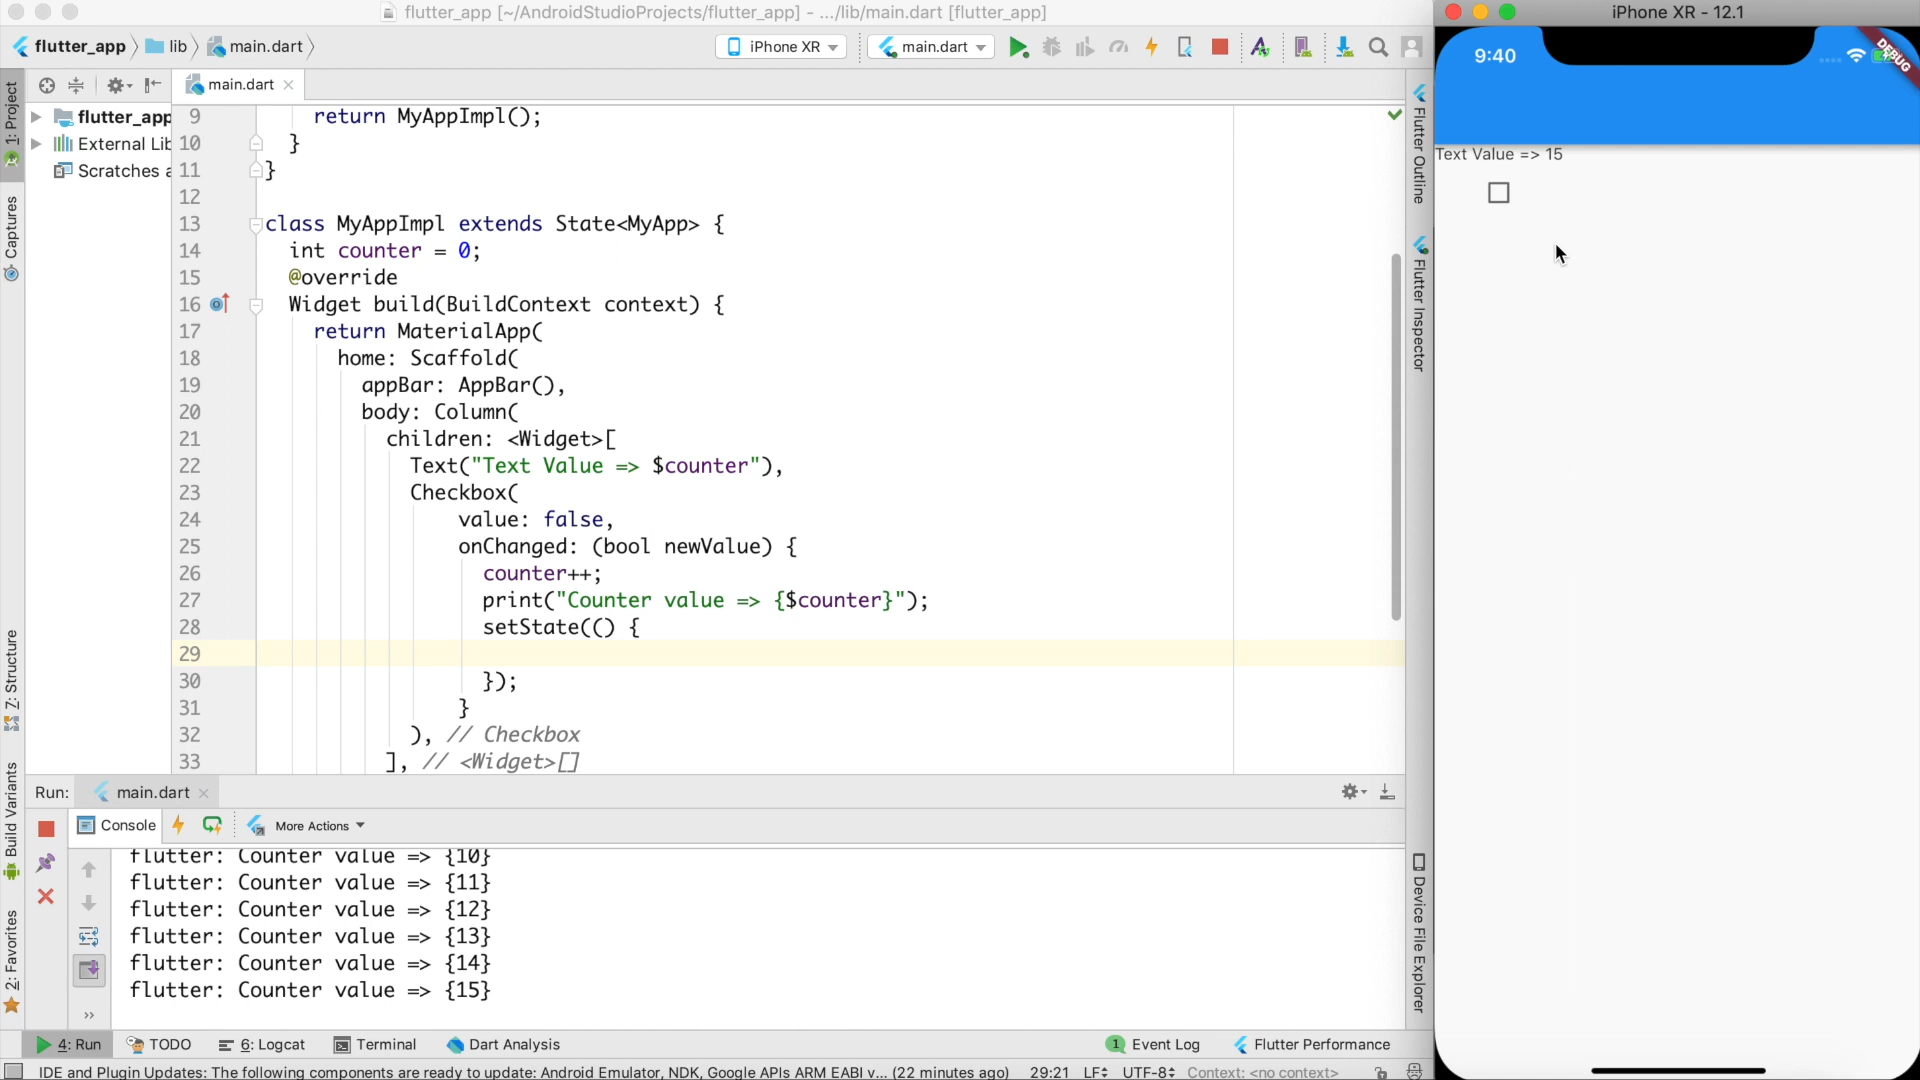 flutter_app [~/AndroidStudioProjects/flutter_app] - .../lib/main.dart [flutter_app]
iPhone XR - 12.1
flutter_app
lib
main.dart
iPhone XR
main.dart
9:40
DEBUG
1: Project
Captures
7: Structure
Build Variants
2: Favorites
main.dart
flutter_app
External Lib
Scratches a
9 return MyAppImpl();
10 }
11 }
12
13 class MyAppImpl extends State<MyApp> {
14 int counter = 0;
15 @override
16 Widget build(BuildContext context) {
17 return MaterialApp(
18 home: Scaffold(
19 appBar: AppBar(),
20 body: Column(
21 children: <Widget>[
22 Text("Text Value => $counter"),
23 Checkbox(
24 value: false,
25 onChanged: (bool newValue) {
26 counter++;
27 print("Counter value => {$counter}");
28 setState(() {
29
30 });
31 }
32 ), // Checkbox
33 ], // <Widget>[]
Flutter Outline
Flutter Inspector
Device File Explorer
Text Value => 15
Run:
main.dart
Console
More Actions
flutter: Counter value => {10}
flutter: Counter value => {11}
flutter: Counter value => {12}
flutter: Counter value => {13}
flutter: Counter value => {14}
flutter: Counter value => {15}
4: Run
TODO
6: Logcat
Terminal
Dart Analysis
1 Event Log
Flutter Performance
IDE and Plugin Updates: The following components are ready to update: Android Emulator, NDK, Google APIs ARM EABI v... (22 minutes ago)
29:21
LF
UTF-8
Context: <no context>